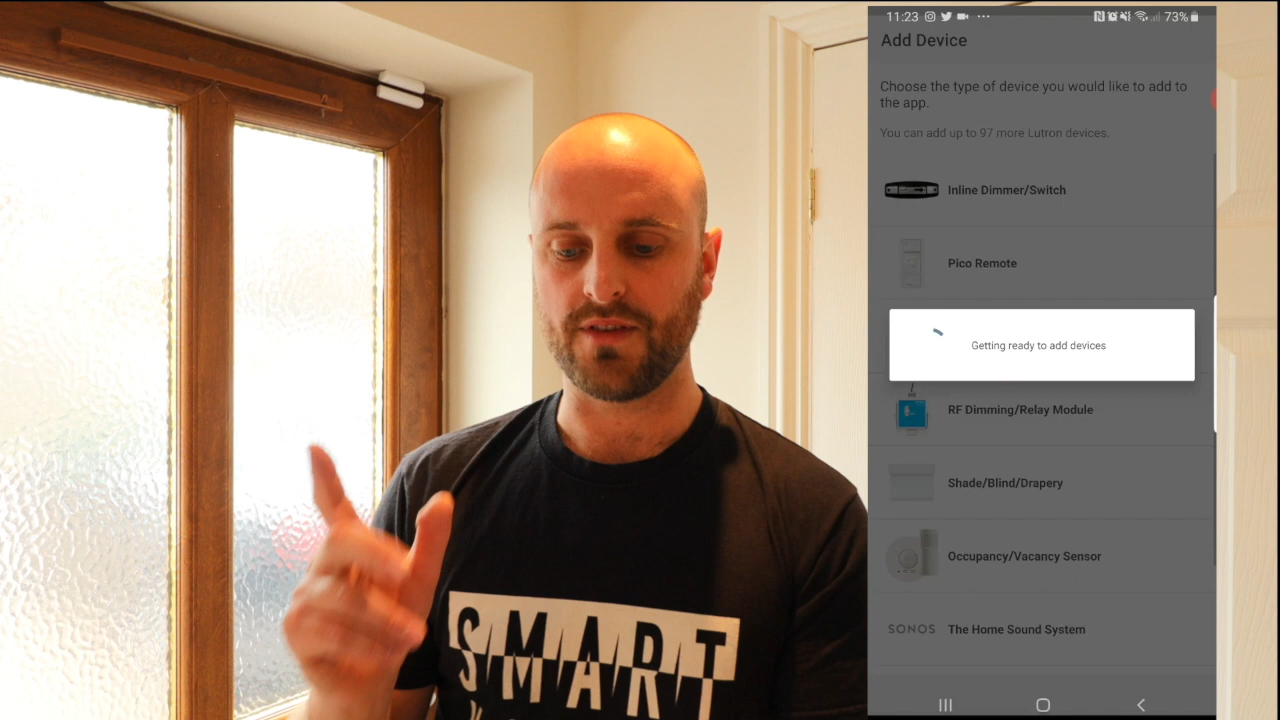 11:23
73%
Add Device
Choose the type of device you would like to add to
the app.
You can add up to 97 more Lutron devices.
Inline Dimmer/Switch
Pico Remote
Getting ready to add devices
RF Dimming/Relay Module
Shade/Blind/Drapery
Occupancy/Vacancy Sensor
SONOS The Home Sound System
SMART